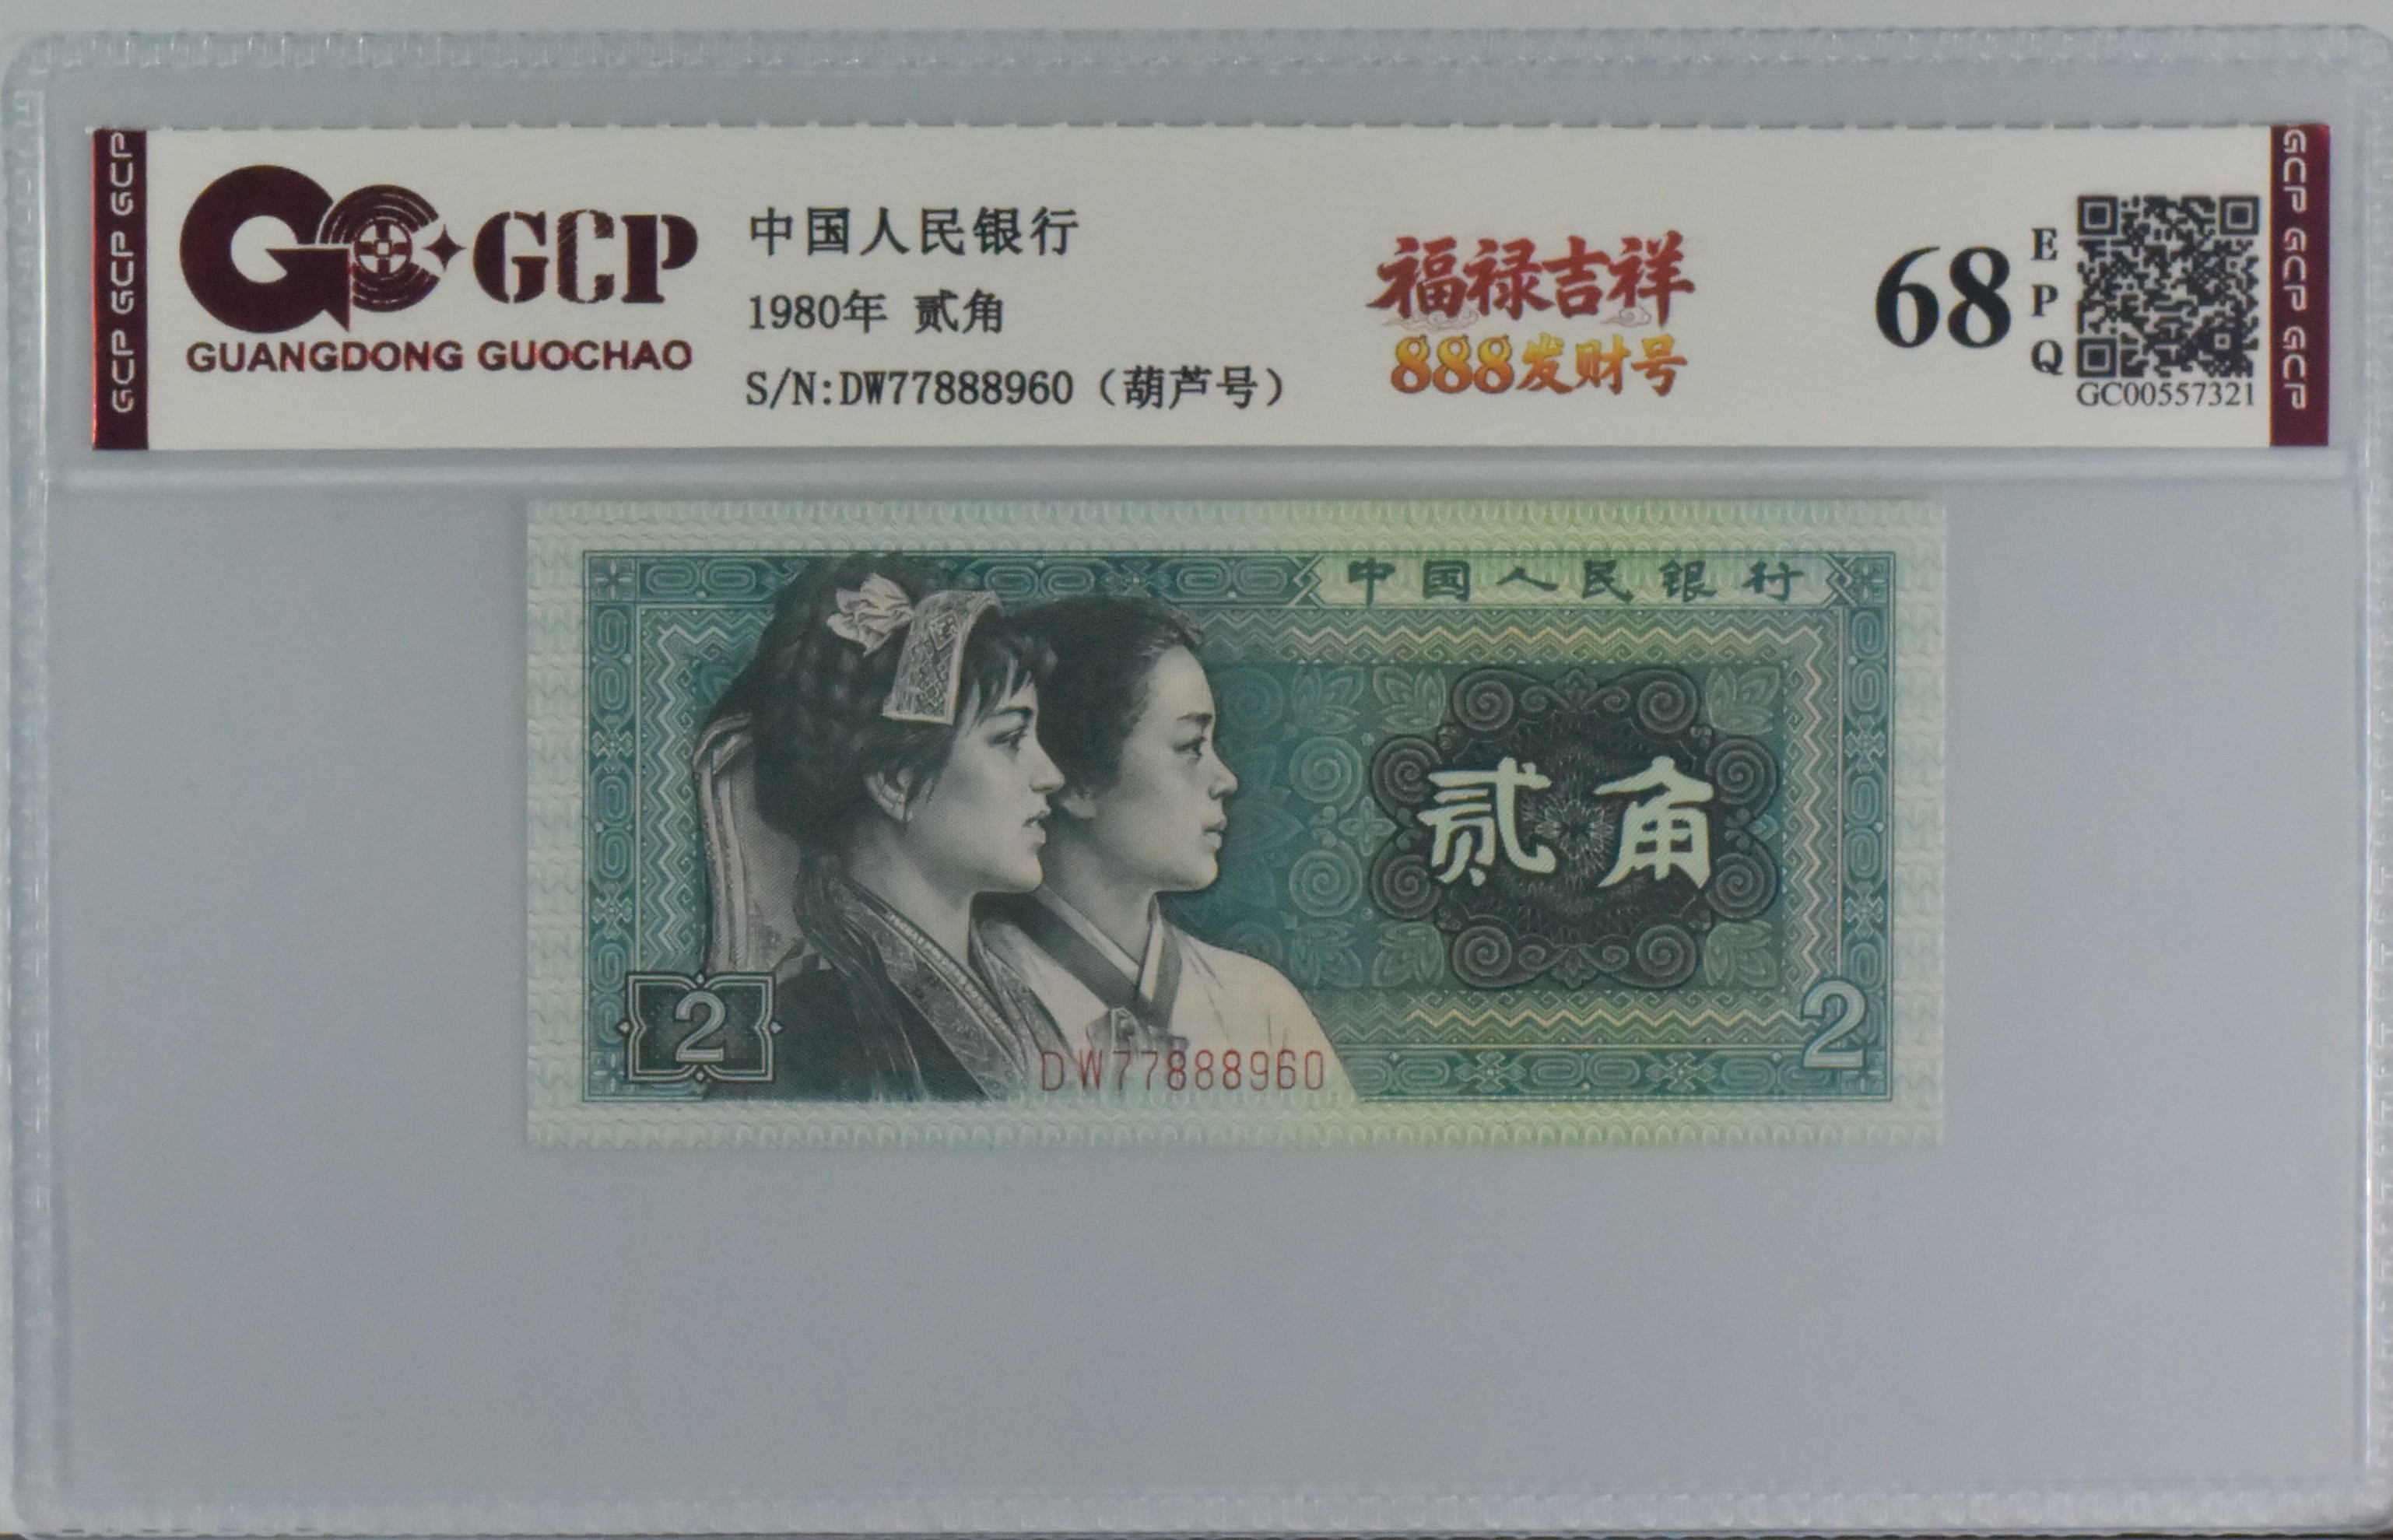 GCP GCP GCP
GCP
GUANGDONG GUOCHAO
中国人民银行
1980年 贰角
S/N:DW77888960（葫芦号）
福禄吉祥
888发财号
68
E
P
Q
GC00557321
GCP GCP GCP
中国人民银行
贰角
2
2
DW77888960